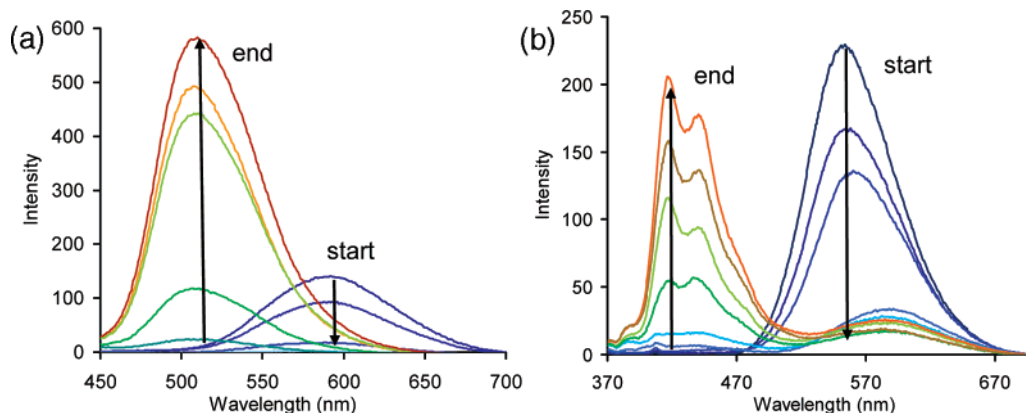 (a)
600
500
400
300
200
100
0
Intensity
end
start
450 500 550 600 650 700
Wavelength (nm)
(b)
250
200
150
100
50
0
Intensity
end
start
370 470 570 670
Wavelength (nm)